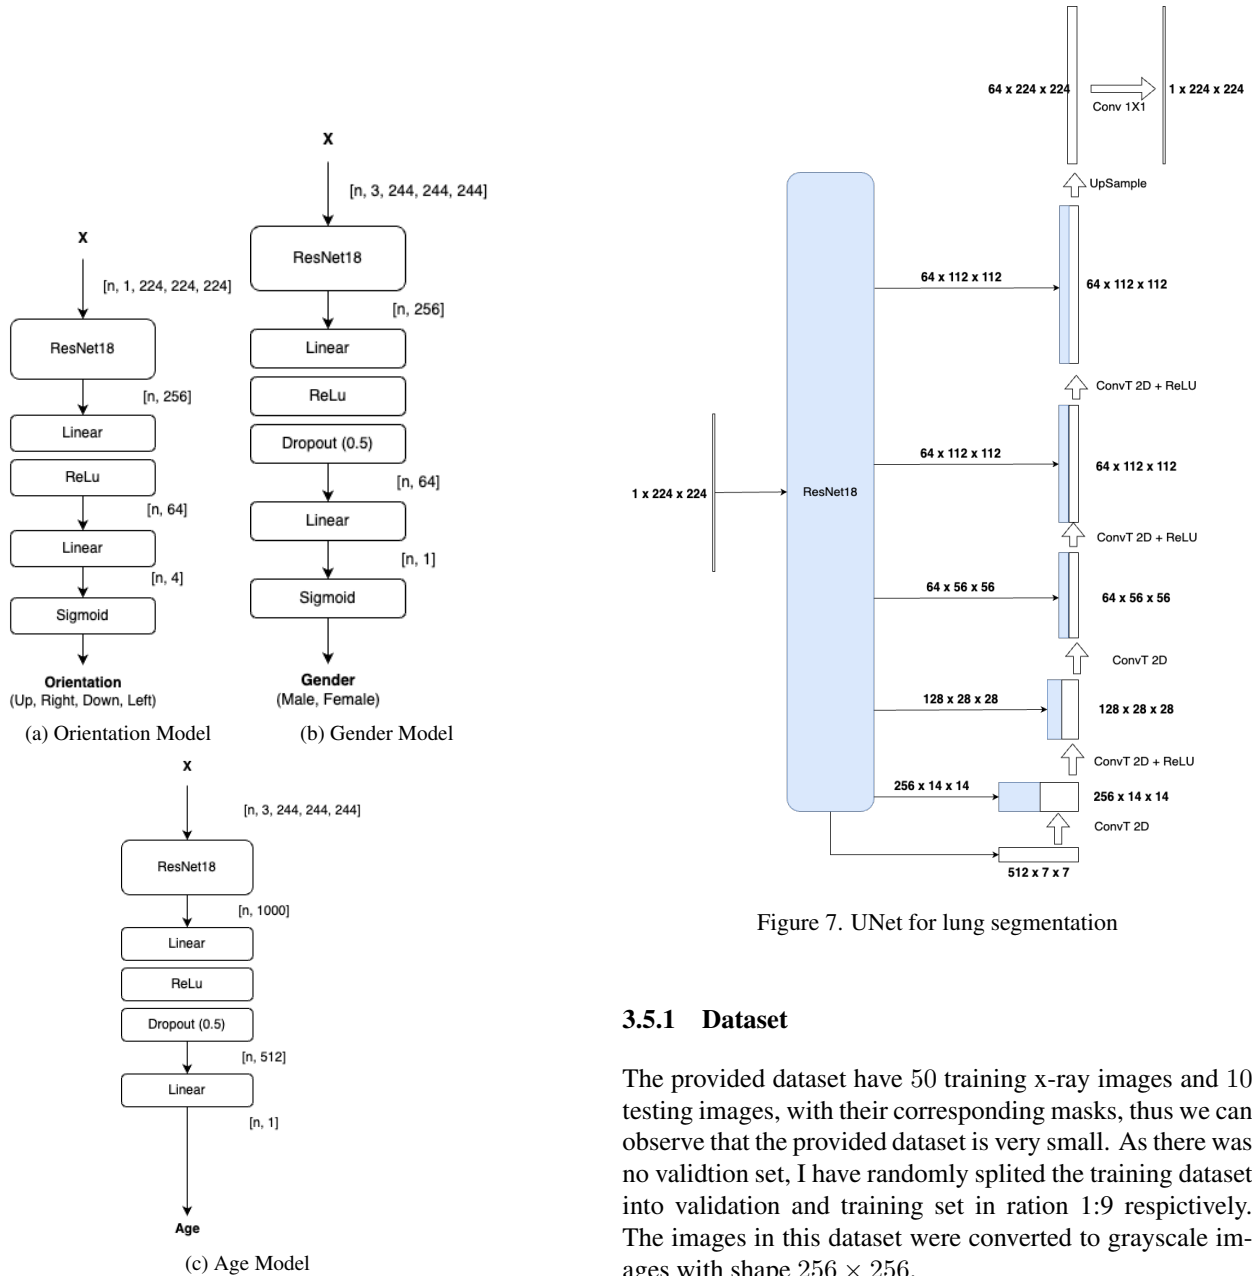 X
[n, 1, 224, 224, 224]
ResNet18
[n, 256]
Linear
ReLu
[n, 64]
Linear
[n, 4]
Sigmoid
Orientation
(Up, Right, Down, Left)
(a) Orientation Model
X
[n, 3, 244, 244, 244]
ResNet18
[n, 256]
Linear
ReLu
Dropout (0.5)
[n, 64]
Linear
[n, 1]
Sigmoid
Gender
(Male, Female)
(b) Gender Model
X
[n, 3, 244, 244, 244]
ResNet18
[n, 1000]
Linear
ReLu
Dropout (0.5)
[n, 512]
Linear
[n, 1]
Age
(c) Age Model
64 x 224 x 224
Conv 1X1
1 x 224 x 224
UpSample
64 x 112 x 112
64 x 112 x 112
ConvT 2D + ReLU
64 x 112 x 112
64 x 112 x 112
1 x 224 x 224
ResNet18
ConvT 2D + ReLU
64 x 56 x 56
64 x 56 x 56
ConvT 2D
128 x 28 x 28
128 x 28 x 28
ConvT 2D + ReLU
256 x 14 x 14
256 x 14 x 14
ConvT 2D
512 x 7 x 7
Figure 7. UNet for lung segmentation
3.5.1 Dataset
The provided dataset have 50 training x-ray images and 10
testing images, with their corresponding masks, thus we can
observe that the provided dataset is very small. As there was
no validtion set, I have randomly splited the training dataset
into validation and training set in ration 1:9 respictively.
The images in this dataset were converted to grayscale im-
ages with shape 256 × 256.